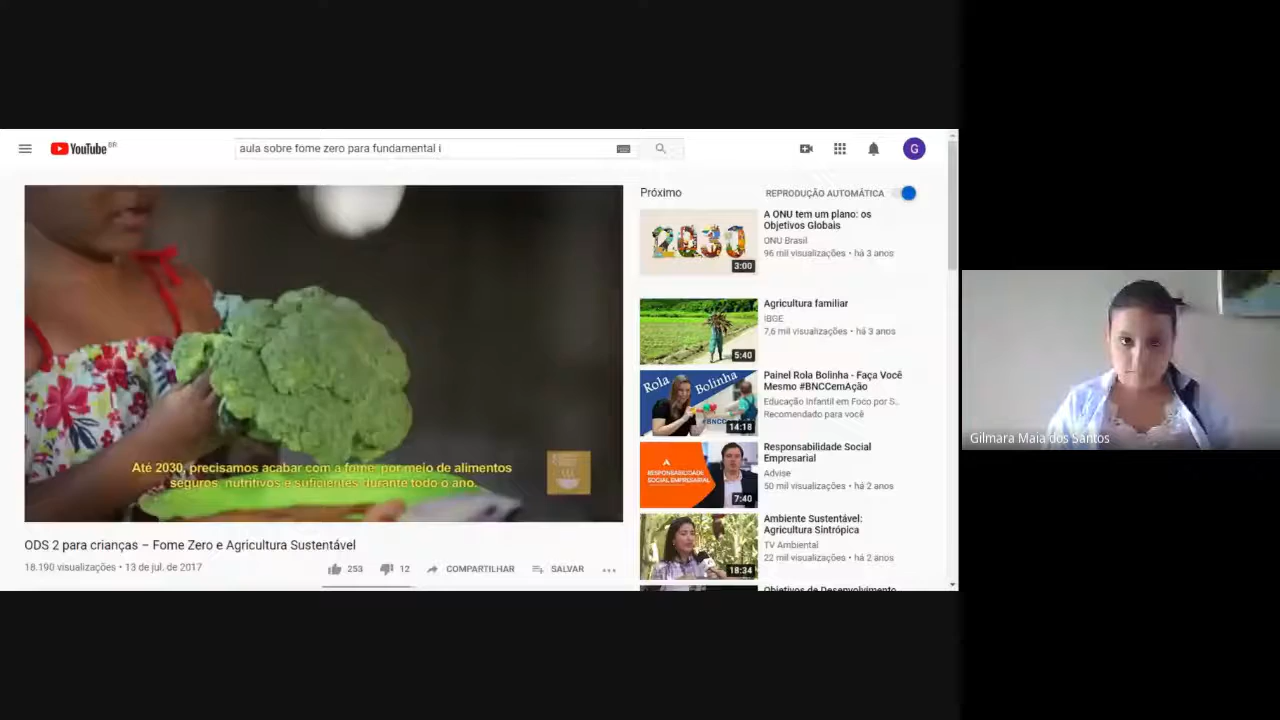 YouTube BR
aula sobre fome zero para fundamental i
G
Até 2030, precisamos acabar com a fome, por meio de alimentos
seguros, nutritivos e suficientes durante todo o ano.
ODS 2 para crianças – Fome Zero e Agricultura Sustentável
18.190 visualizações • 13 de jul. de 2017
253
12
COMPARTILHAR
SALVAR
Próximo
REPRODUÇÃO AUTOMÁTICA
2030
3:00
A ONU tem um plano: os
Objetivos Globais
ONU Brasil
96 mil visualizações • há 3 anos
5:40
Agricultura familiar
IBGE
7,6 mil visualizações • há 3 anos
Rola Bolinha
14:18
Painel Rola Bolinha - Faça Você
Mesmo #BNCCemAção
Educação Infantil em Foco por S..
Recomendado para você
RESPONSABILIDADE
SOCIAL EMPRESARIAL
7:40
Responsabilidade Social
Empresarial
Advise
50 mil visualizações • há 2 anos
18:34
Ambiente Sustentável:
Agricultura Sintrópica
TV Ambiental
22 mil visualizações • há 2 anos
Objetivos de Desenvolvimento
Gilmara Maia dos Santos